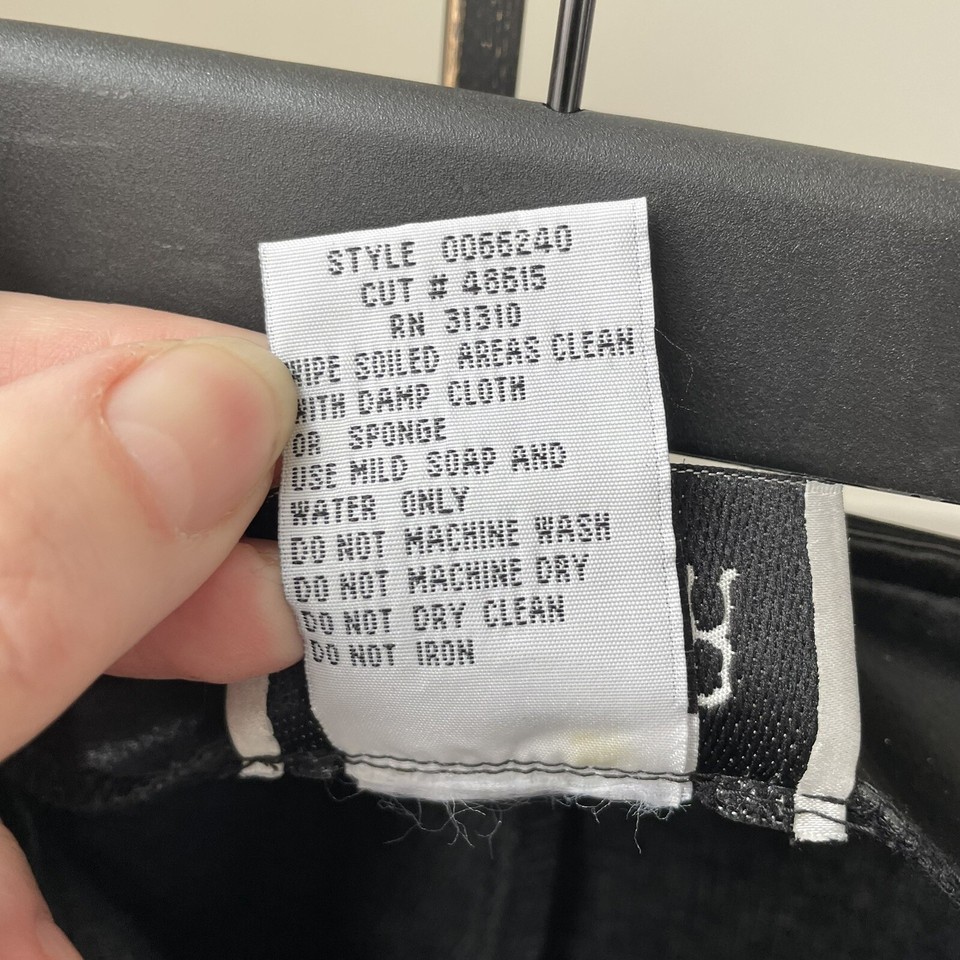 STYLE 0066240
CUT # 48615
RN 31310
WIPE SOILED AREAS CLEAN
WITH DAMP CLOTH
OR SPONGE
USE MILD SOAP AND
WATER ONLY
DO NOT MACHINE WASH
DO NOT MACHINE DRY
DO NOT DRY CLEAN
DO NOT IRON